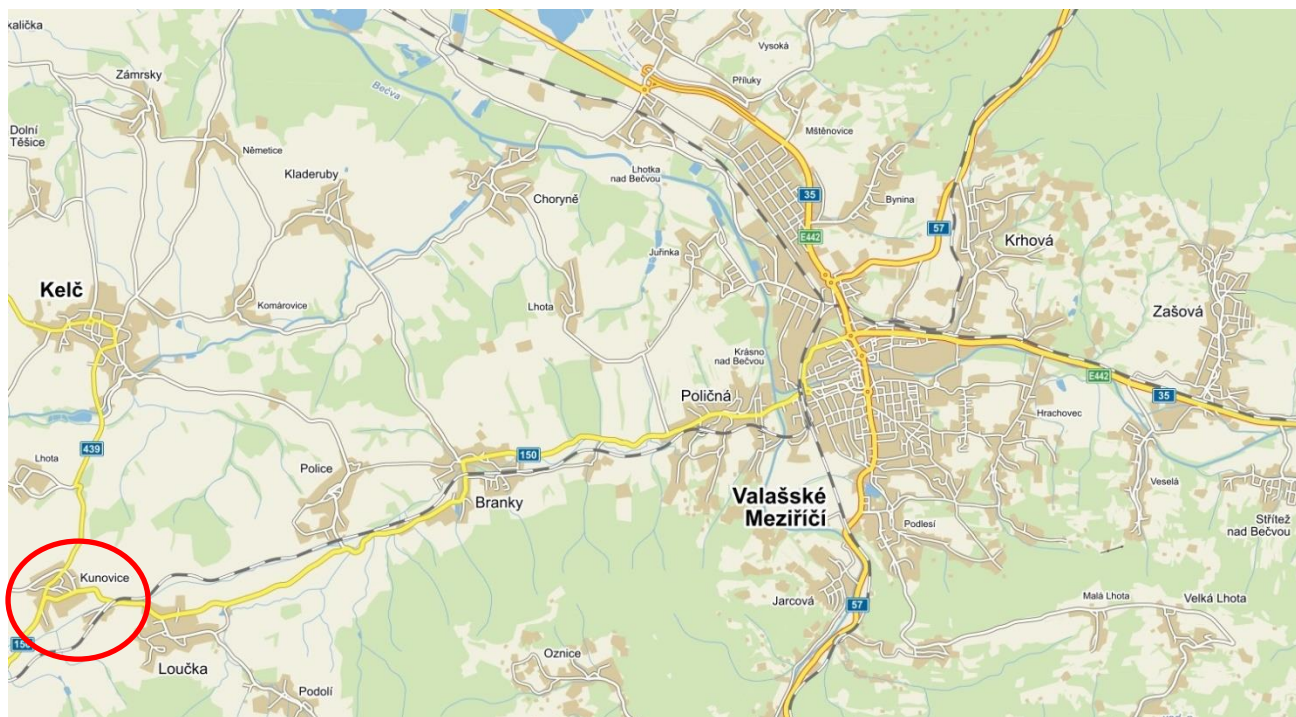 kalička
Zámrsky
Dolní
Těšice
Němetice
Kladeruby
Bečva
Choryně
Vysoká
Příluky
Mštěnovice
Lhotka
nad Bečvou
35
Bynina
E442
57
Krhová
Juřinka
Kelč
Komárovice
Lhota
Zašová
Krásno
nad Bečvou
Poličná
E442
35
Hrachovec
439
Lhota
Police
150
Branky
Valašské
Meziříčí
Veselá
Podlesí
Střítež
nad Bečvou
Kunovice
Jarcová
57
Malá Lhota
Velká Lhota
Loučka
Oznice
Podolí